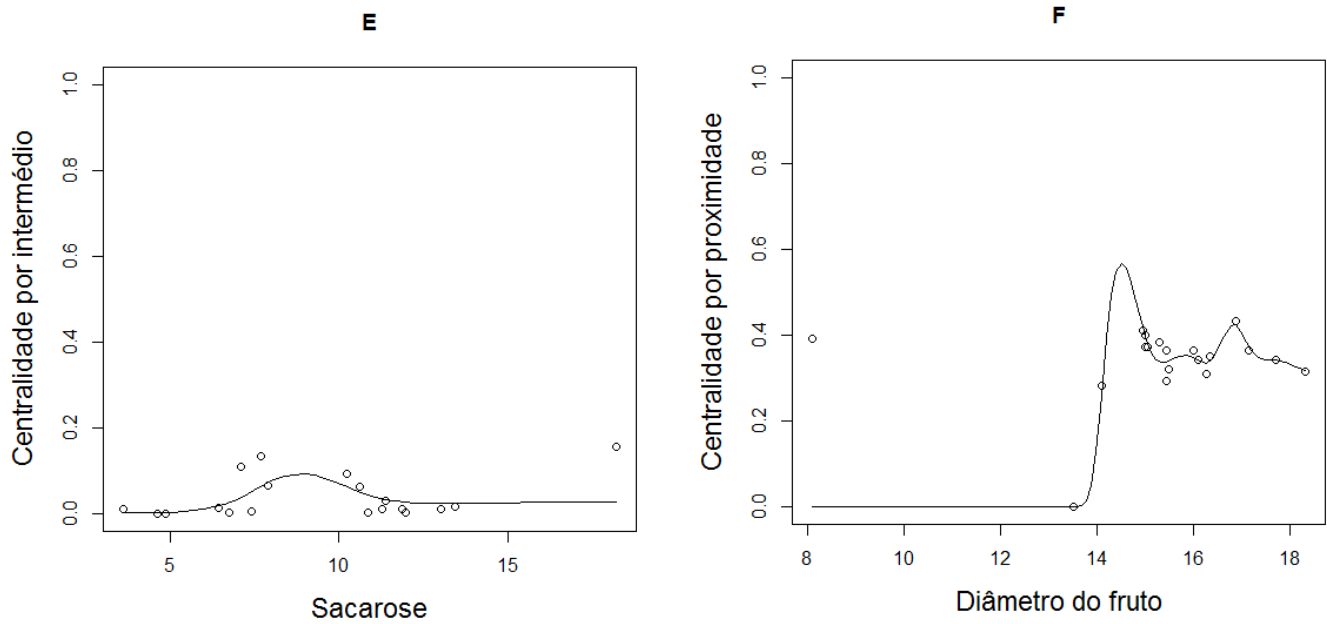 E
Centralidade por intermédio
1.0
0.8
0.6
0.4
0.2
0.0
5 10 15
Sacarose
F
Centralidade por proximidade
1.0
0.8
0.6
0.4
0.2
0.0
8 10 12 14 16 18
Diâmetro do fruto